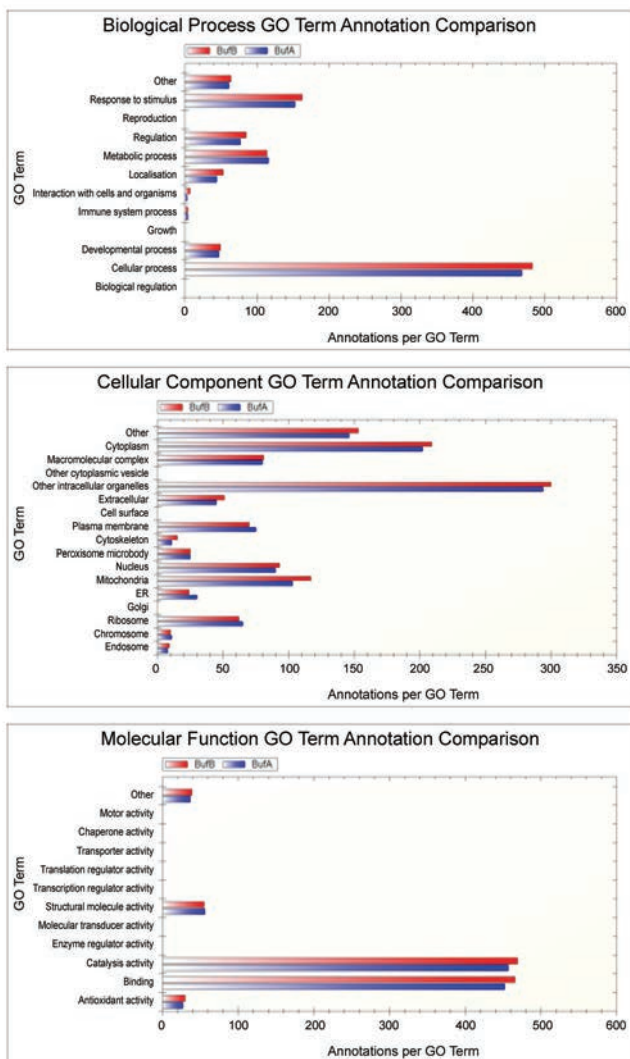 Biological Process GO Term Annotation Comparison
BufB BufA
GO Term
Other
Response to stimulus
Reproduction
Regulation
Metabolic process
Localisation
Interaction with cells and organisms
Immune system process
Growth
Developmental process
Cellular process
Biological regulation
0 100 200 300 400 500 600
Annotations per GO Term
Cellular Component GO Term Annotation Comparison
BufB BufA
GO Term
Other
Cytoplasm
Macromolecular complex
Other cytoplasmic vesicle
Other intracellular organelles
Extracellular
Cell surface
Plasma membrane
Cytoskeleton
Peroxisome microbody
Nucleus
Mitochondria
ER
Golgi
Ribosome
Chromosome
Endosome
0 50 100 150 200 250 300 350
Annotations per GO Term
Molecular Function GO Term Annotation Comparison
BufB BufA
GO Term
Other
Motor activity
Chaperone activity
Transporter activity
Translation regulator activity
Transcription regulator activity
Structural molecule activity
Molecular transducer activity
Enzyme regulator activity
Catalysis activity
Binding
Antioxidant activity
0 100 200 300 400 500 600
Annotations per GO Term